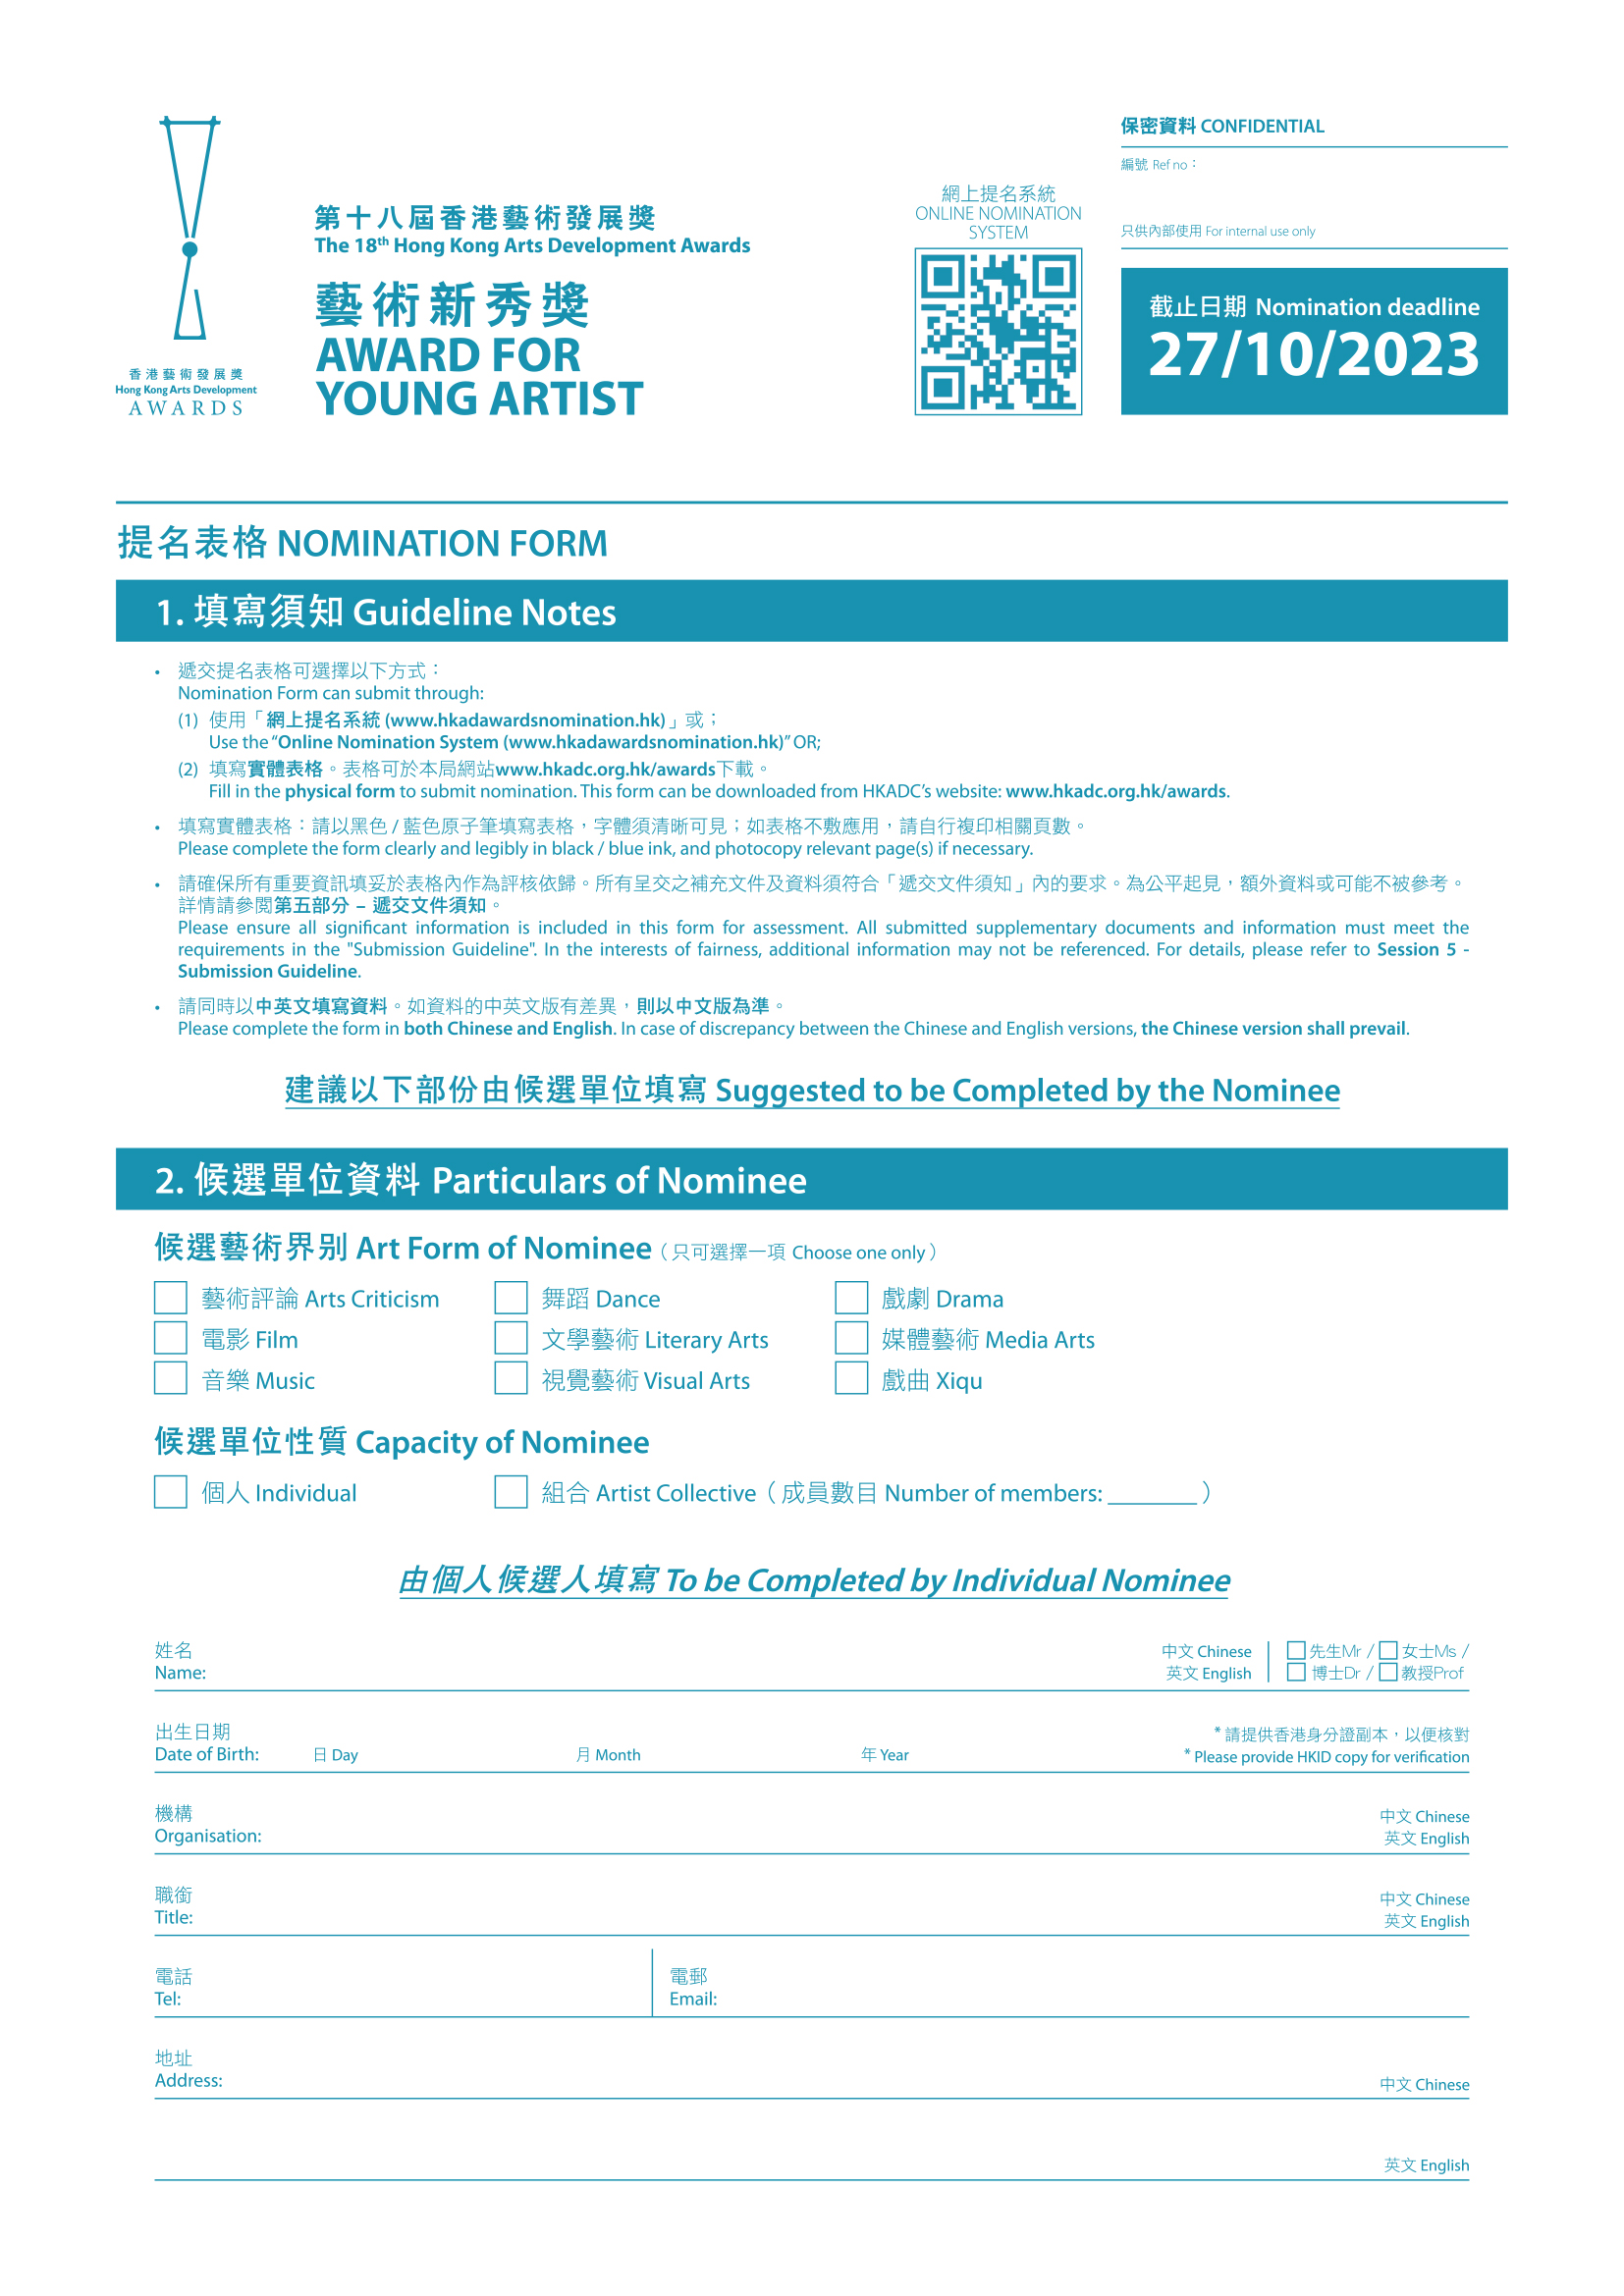 保密資料 CONFIDENTIAL
編號 Ref no：
只供內部使用 For internal use only
網上提名系統
ONLINE NOMINATION
SYSTEM
截止日期 Nomination deadline
27/10/2023
第十八屆香港藝術發展獎
The 18th Hong Kong Arts Development Awards
藝術新秀獎
AWARD FOR
YOUNG ARTIST
香港藝術發展獎
Hong Kong Arts Development
AWARDS
提名表格 NOMINATION FORM
1. 填寫須知 Guideline Notes
• 遞交提名表格可選擇以下方式：
Nomination Form can submit through:
(1) 使用「網上提名系統 (www.hkadawardsnomination.hk)」或；
Use the “Online Nomination System (www.hkadawardsnomination.hk)” OR;
(2) 填寫實體表格。表格可於本局網站www.hkadc.org.hk/awards下載。
Fill in the physical form to submit nomination. This form can be downloaded from HKADC’s website: www.hkadc.org.hk/awards.
• 填寫實體表格：請以黑色 / 藍色原子筆填寫表格，字體須清晰可見；如表格不敷應用，請自行複印相關頁數。
Please complete the form clearly and legibly in black / blue ink, and photocopy relevant page(s) if necessary.
• 請確保所有重要資訊填妥於表格內作為評核依歸。所有呈交之補充文件及資料須符合「遞交文件須知」內的要求。為公平起見，額外資料或可能不被參考。
詳情請參閱第五部分 – 遞交文件須知。
Please ensure all significant information is included in this form for assessment. All submitted supplementary documents and information must meet the
requirements in the "Submission Guideline". In the interests of fairness, additional information may not be referenced. For details, please refer to Session 5 -
Submission Guideline.
• 請同時以中英文填寫資料。如資料的中英文版有差異，則以中文版為準。
Please complete the form in both Chinese and English. In case of discrepancy between the Chinese and English versions, the Chinese version shall prevail.
建議以下部份由候選單位填寫 Suggested to be Completed by the Nominee
2. 候選單位資料 Particulars of Nominee
候選藝術界別 Art Form of Nominee（只可選擇一項 Choose one only）
藝術評論 Arts Criticism 舞蹈 Dance 戲劇 Drama
電影 Film 文學藝術 Literary Arts 媒體藝術 Media Arts
音樂 Music 視覺藝術 Visual Arts 戲曲 Xiqu
候選單位性質 Capacity of Nominee
個人 Individual 組合 Artist Collective（成員數目 Number of members: _______）
由個人候選人填寫 To be Completed by Individual Nominee
姓名 中文 Chinese 先生Mr / 女士Ms /
Name: 英文 English 博士Dr / 教授Prof
出生日期 * 請提供香港身分證副本，以便核對
Date of Birth: 日 Day 月 Month 年 Year * Please provide HKID copy for verification
機構 中文 Chinese
Organisation: 英文 English
職銜 中文 Chinese
Title: 英文 English
電話 電郵
Tel: Email:
地址
Address: 中文 Chinese
英文 English